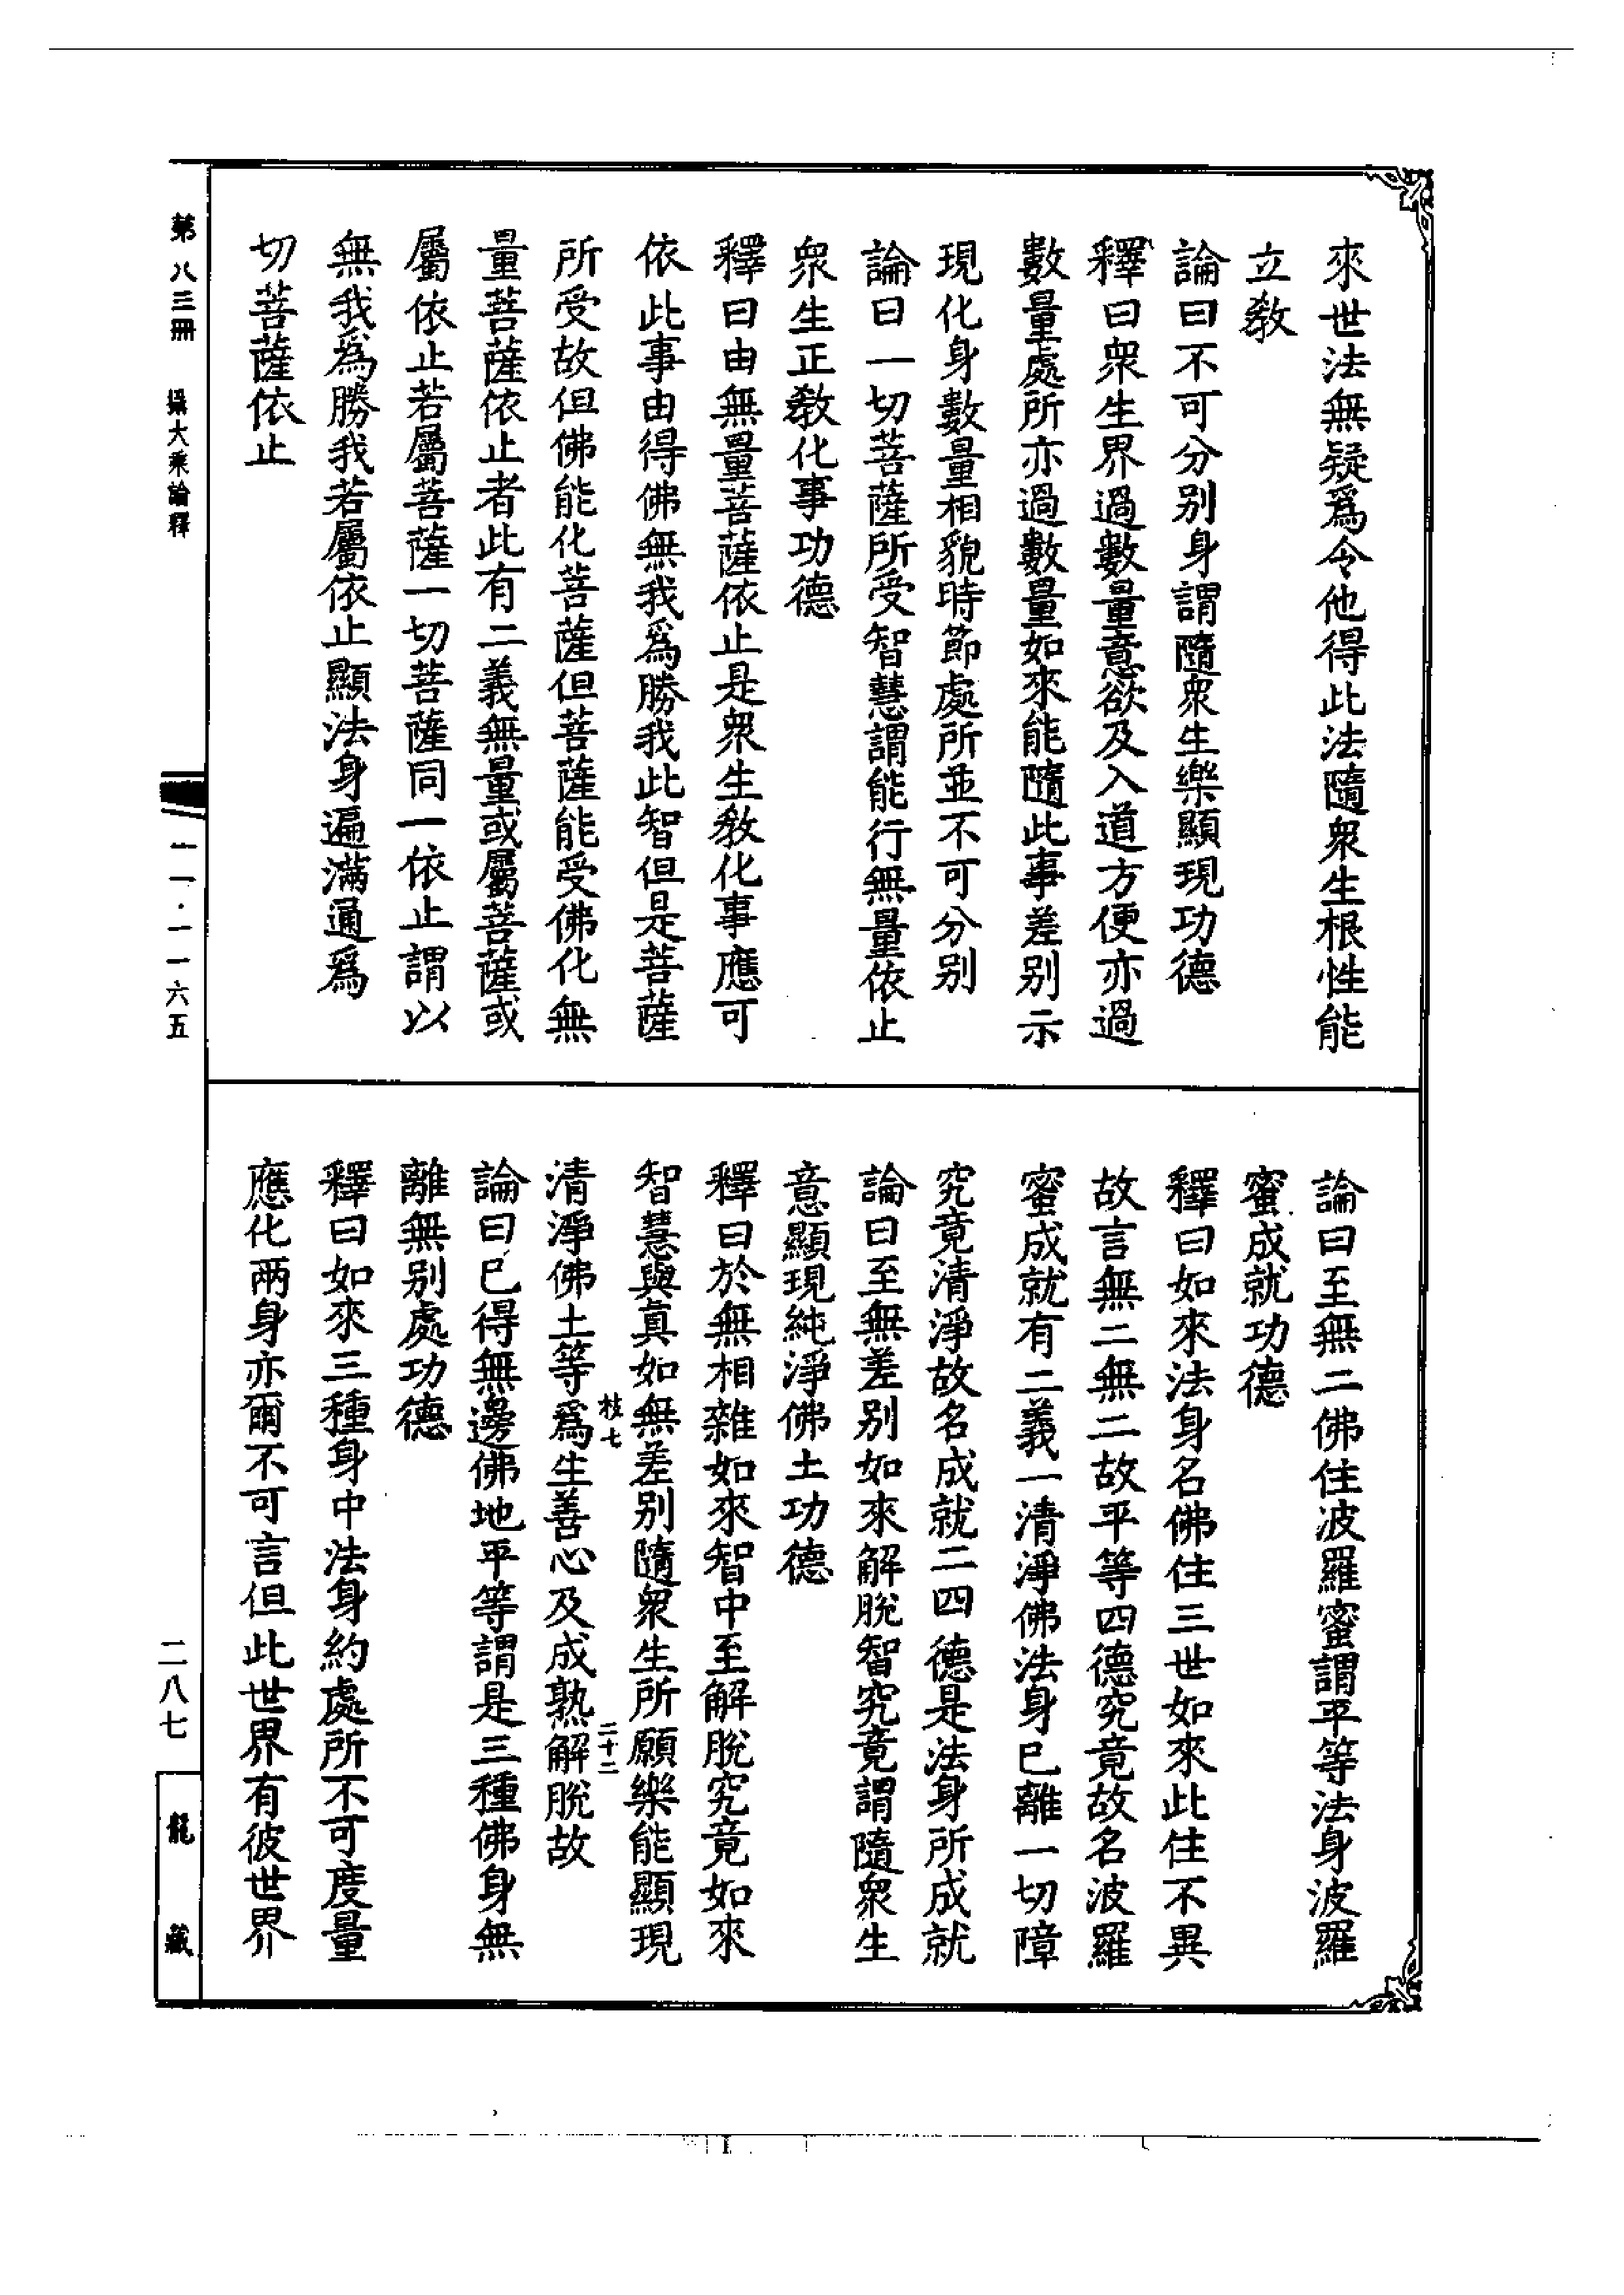 來世法無疑爲令他得此法隨衆生根性能
立教
論曰不可分别身謂隨衆生樂顯現功德
釋曰衆生界過數量意欲及入道方便亦過
數量處所亦過數量如來能隨此事差别示
現化身數量相貌時節處所並不可分别
論曰一切菩薩所受智慧謂能行無量依止
衆生正教化事功德
釋曰由無量菩薩依止是衆生教化事應可
依此事由得佛無我爲勝我此智但是菩薩
所受故但佛能化菩薩但菩薩能受佛化無
量菩薩依止者此有二義無量或屬菩薩或
屬依止若屬菩薩一切菩薩同一依止謂以
無我爲勝我若屬依止顯法身遍滿通爲
切菩薩依止
論曰至無二佛住波羅蜜謂平等法身波羅
蜜成就功德
釋曰如來法身名佛住三世如來此住不異
故言無二無二故平等四德究竟故名波羅
蜜成就有二義一清淨佛法身已離一切障
究竟清淨故名成就二四德是法身所成就
論曰至無差别如來解脫智究竟謂隨衆生
意顯現純淨佛土功德
釋曰於無相雜如來智中至解脫究竟如來
智慧與真如無差别隨衆生所願樂能顯現
枝七 二十二
清淨佛土等爲生善心及成熟解脫故
論曰已得無邊佛地平等謂是三種佛身無
離無别處功德
釋曰如來三種身中法身約處所不可度量
應化兩身亦爾不可言但此世界有彼世界
第八三冊 攝大乘論釋 一一·一一六五 二八七 龍藏